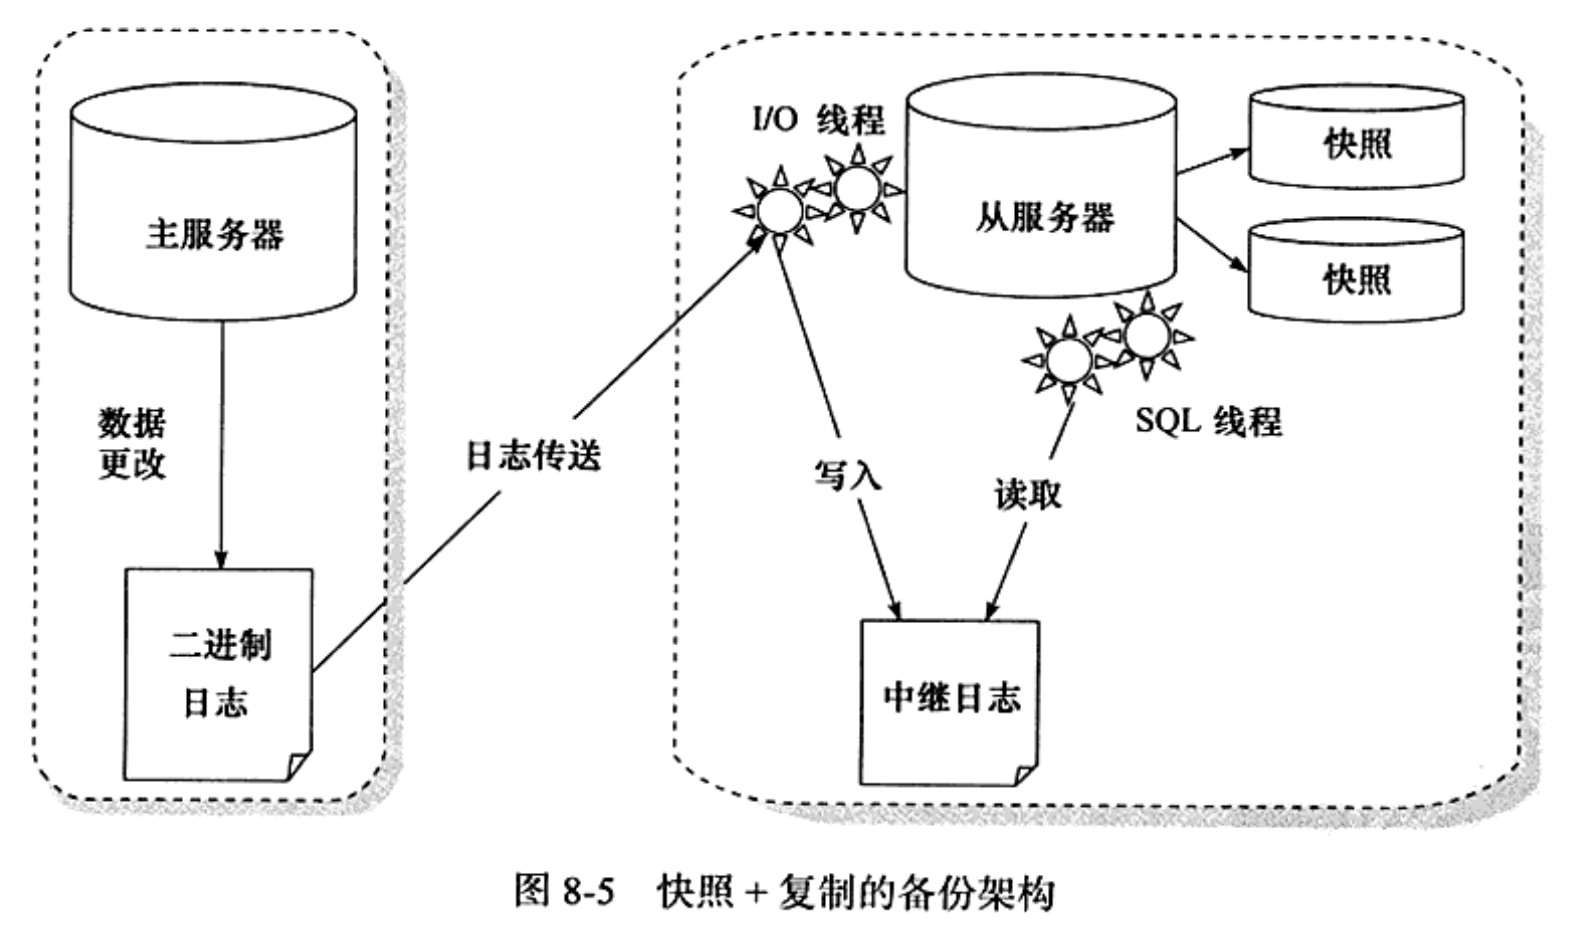 主服务器
数据
更改
二进制
日志
日志传送
I/O 线程
从服务器
快照
快照
SQL 线程
写入
读取
中继日志
图 8-5 快照 + 复制的备份架构